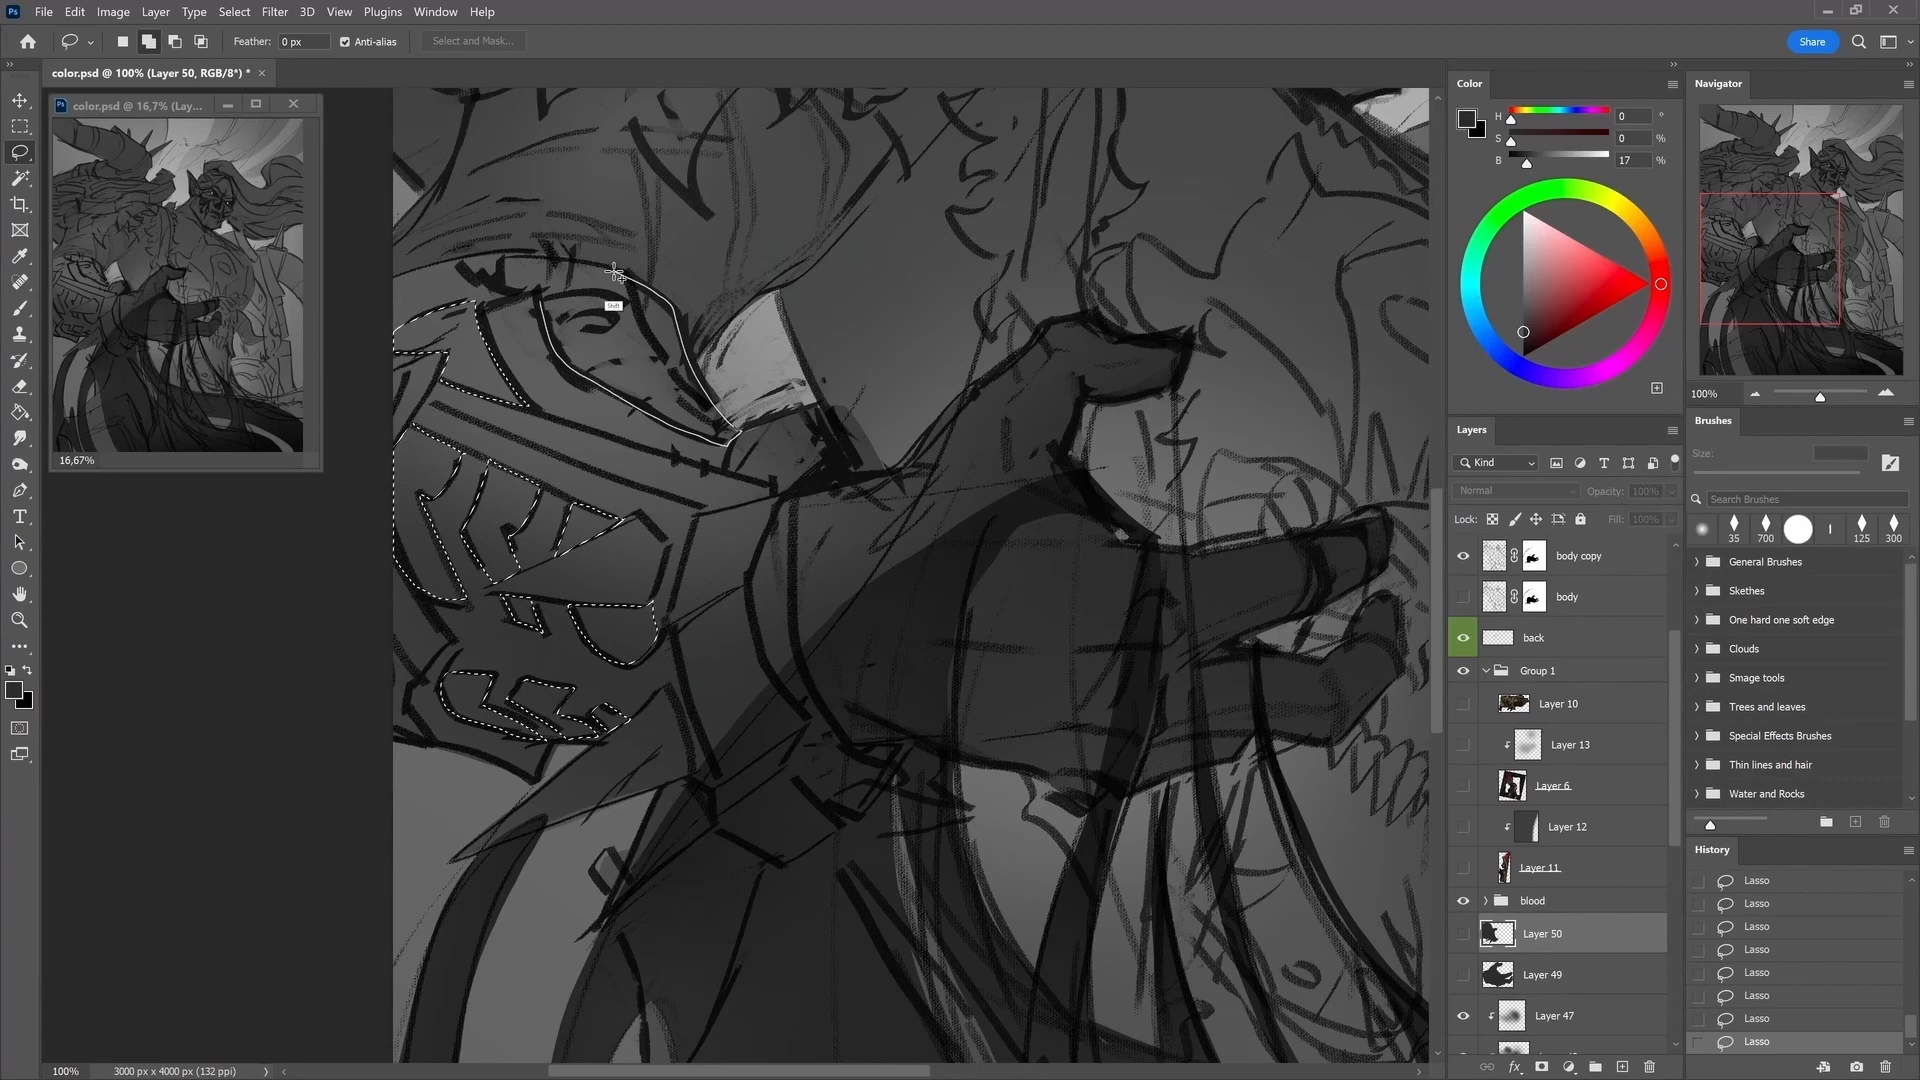 Ps File Edit Image Layer Type Select Filter 3D View Plugins Window Help
Feather: 0 px Anti-alias Select and Mask... Share
color.psd @ 100% (Layer 50, RGB/8*) * ×
color.psd @ 16,7% (Lay...
16,67%
Shift
100% 3000 px x 4000 px (132 ppi)
Color
H 0 °
S 0 %
B 17 %
Layers
Kind
Normal Opacity: 100%
Lock: Fill: 100%
body copy
body
back
Group 1
Layer 10
Layer 13
Layer 6
Layer 12
Layer 11
blood
Layer 50
Layer 49
Layer 47
fx
Navigator
100%
Brushes
Size:
Search Brushes
35 700 125 300
General Brushes
Skethes
One hard one soft edge
Clouds
Smage tools
Trees and leaves
Special Effects Brushes
Thin lines and hair
Water and Rocks
History
Lasso
Lasso
Lasso
Lasso
Lasso
Lasso
Lasso
Lasso